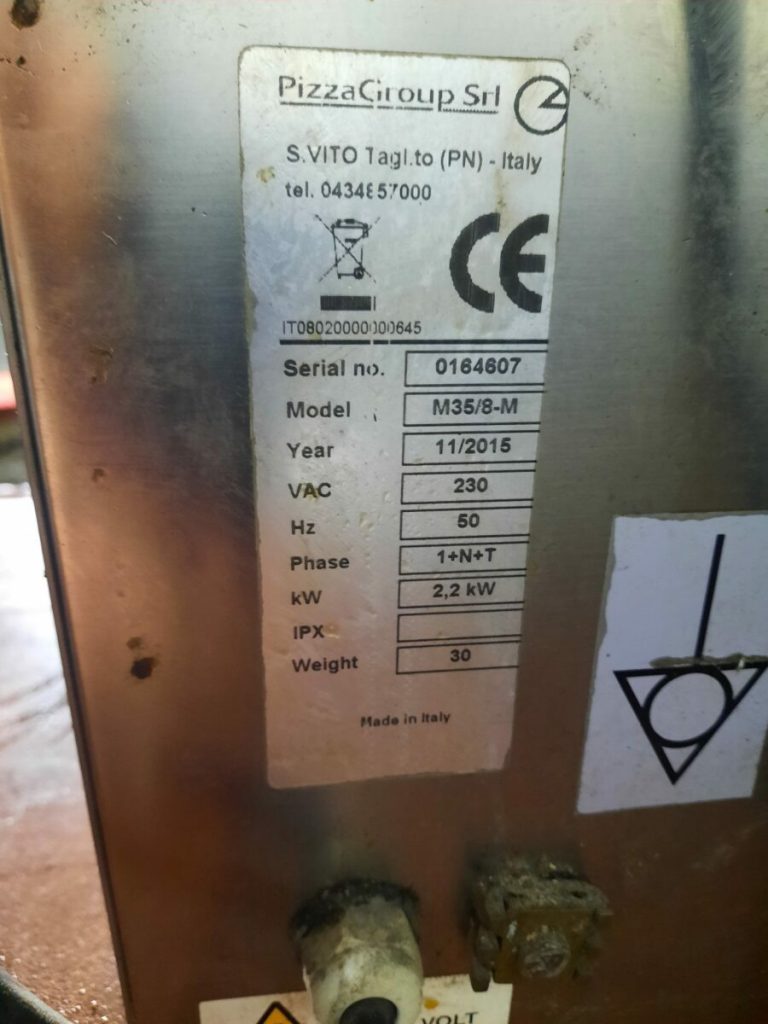 PizzaGroup Srl
S.VITO Tagl.to (PN) - Italy
tel. 0434857000
CE
IT08020000000645
Serial no. 0164607
Model M35/8-M
Year 11/2015
VAC 230
Hz 50
Phase 1+N+T
kW 2,2 kW
IPX
Weight 30
Made in Italy
VOLT